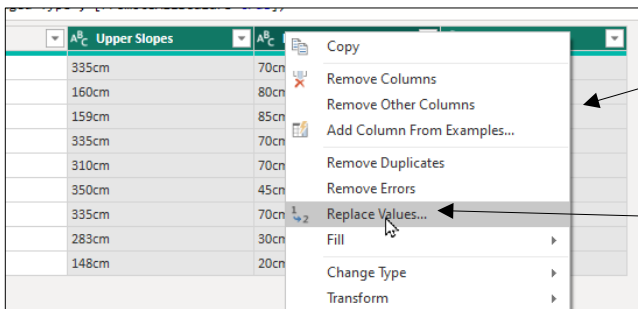 Upper Slopes
335cm 70cm
160cm 80cm
159cm 85cm
335cm 70cm
310cm 70cm
350cm 45cm
335cm 70cm
283cm 30cm
148cm 20cm
Copy
Remove Columns
Remove Other Columns
Add Column From Examples...
Remove Duplicates
Remove Errors
Replace Values...
Fill
Change Type
Transform